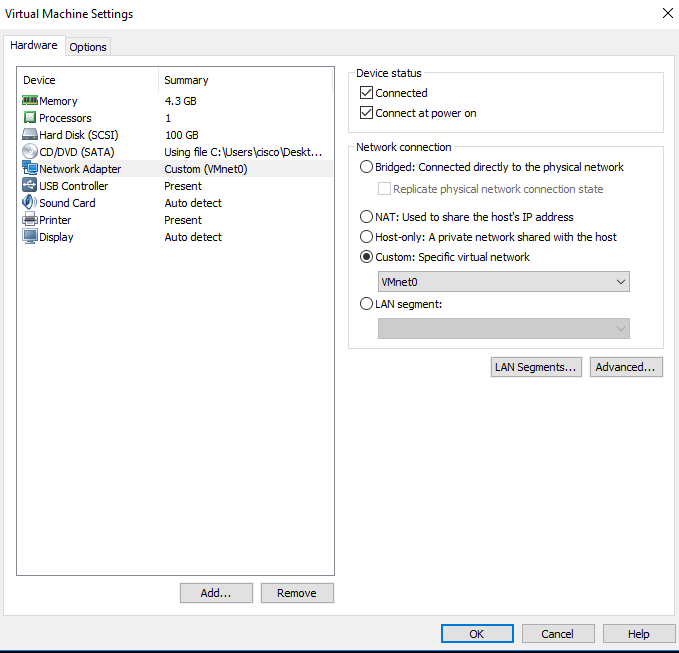 Virtual Machine Settings
Hardware Options
Device Summary
Memory 4.3 GB
Processors 1
Hard Disk (SCSI) 100 GB
CD/DVD (SATA) Using file C:\Users\cisco\Deskt...
Network Adapter Custom (VMnet0)
USB Controller Present
Sound Card Auto detect
Printer Present
Display Auto detect
Add... Remove
Device status
Connected
Connect at power on
Network connection
Bridged: Connected directly to the physical network
Replicate physical network connection state
NAT: Used to share the host's IP address
Host-only: A private network shared with the host
Custom: Specific virtual network
VMnet0
LAN segment:
LAN Segments... Advanced...
OK Cancel Help